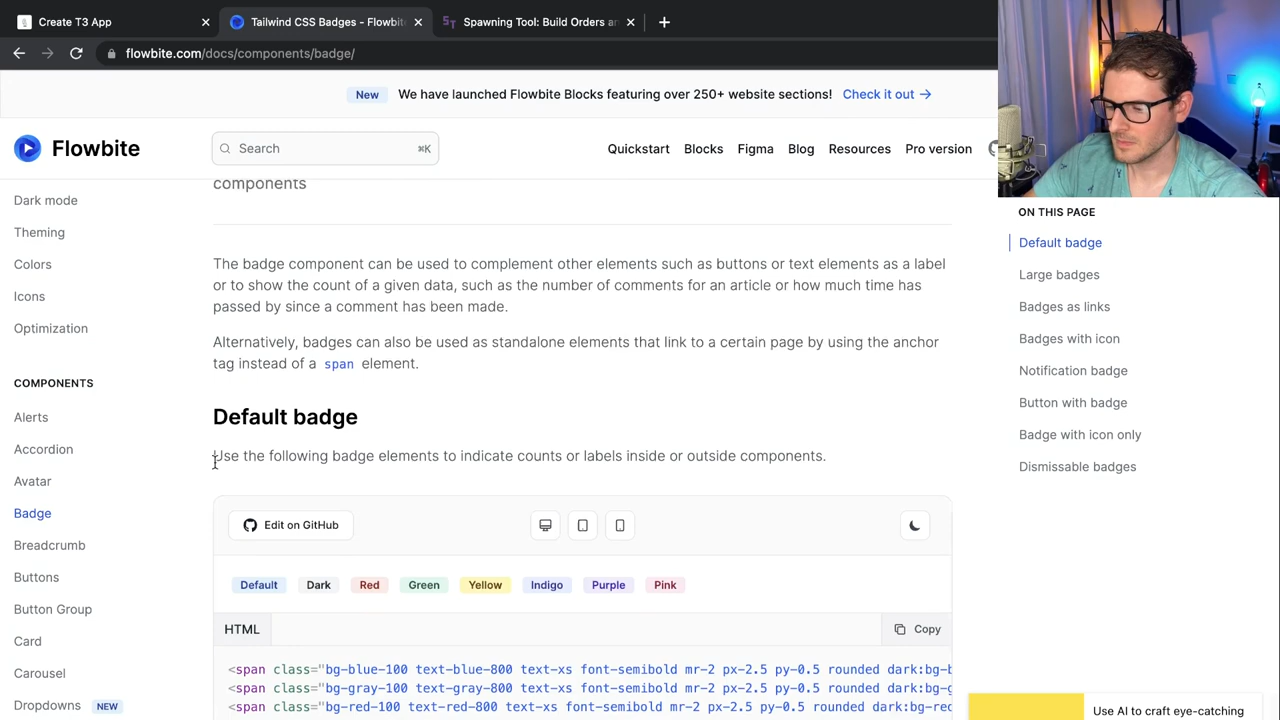 Create T3 App
Tailwind CSS Badges - Flowbite
Spawning Tool: Build Orders a
flowbite.com/docs/components/badge/
New We have launched Flowbite Blocks featuring over 250+ website sections! Check it out →
Flowbite
Search ⌘K
Quickstart Blocks Figma Blog Resources Pro version
Dark mode
Theming
Colors
Icons
Optimization
COMPONENTS
Alerts
Accordion
Avatar
Badge
Breadcrumb
Buttons
Button Group
Card
Carousel
Dropdowns NEW
components
The badge component can be used to complement other elements such as buttons or text elements as a label
or to show the count of a given data, such as the number of comments for an article or how much time has
passed by since a comment has been made.
Alternatively, badges can also be used as standalone elements that link to a certain page by using the anchor
tag instead of a span element.
Default badge
Use the following badge elements to indicate counts or labels inside or outside components.
Edit on GitHub
Default Dark Red Green Yellow Indigo Purple Pink
HTML Copy
<span class="bg-blue-100 text-blue-800 text-xs font-semibold mr-2 px-2.5 py-0.5 rounded dark:bg-b
<span class="bg-gray-100 text-gray-800 text-xs font-semibold mr-2 px-2.5 py-0.5 rounded dark:bg-g
<span class="bg-red-100 text-red-800 text-xs font-semibold mr-2 px-2.5 py-0.5 rounded dark:bg-red
ON THIS PAGE
Default badge
Large badges
Badges as links
Badges with icon
Notification badge
Button with badge
Badge with icon only
Dismissable badges
Use AI to craft eye-catching